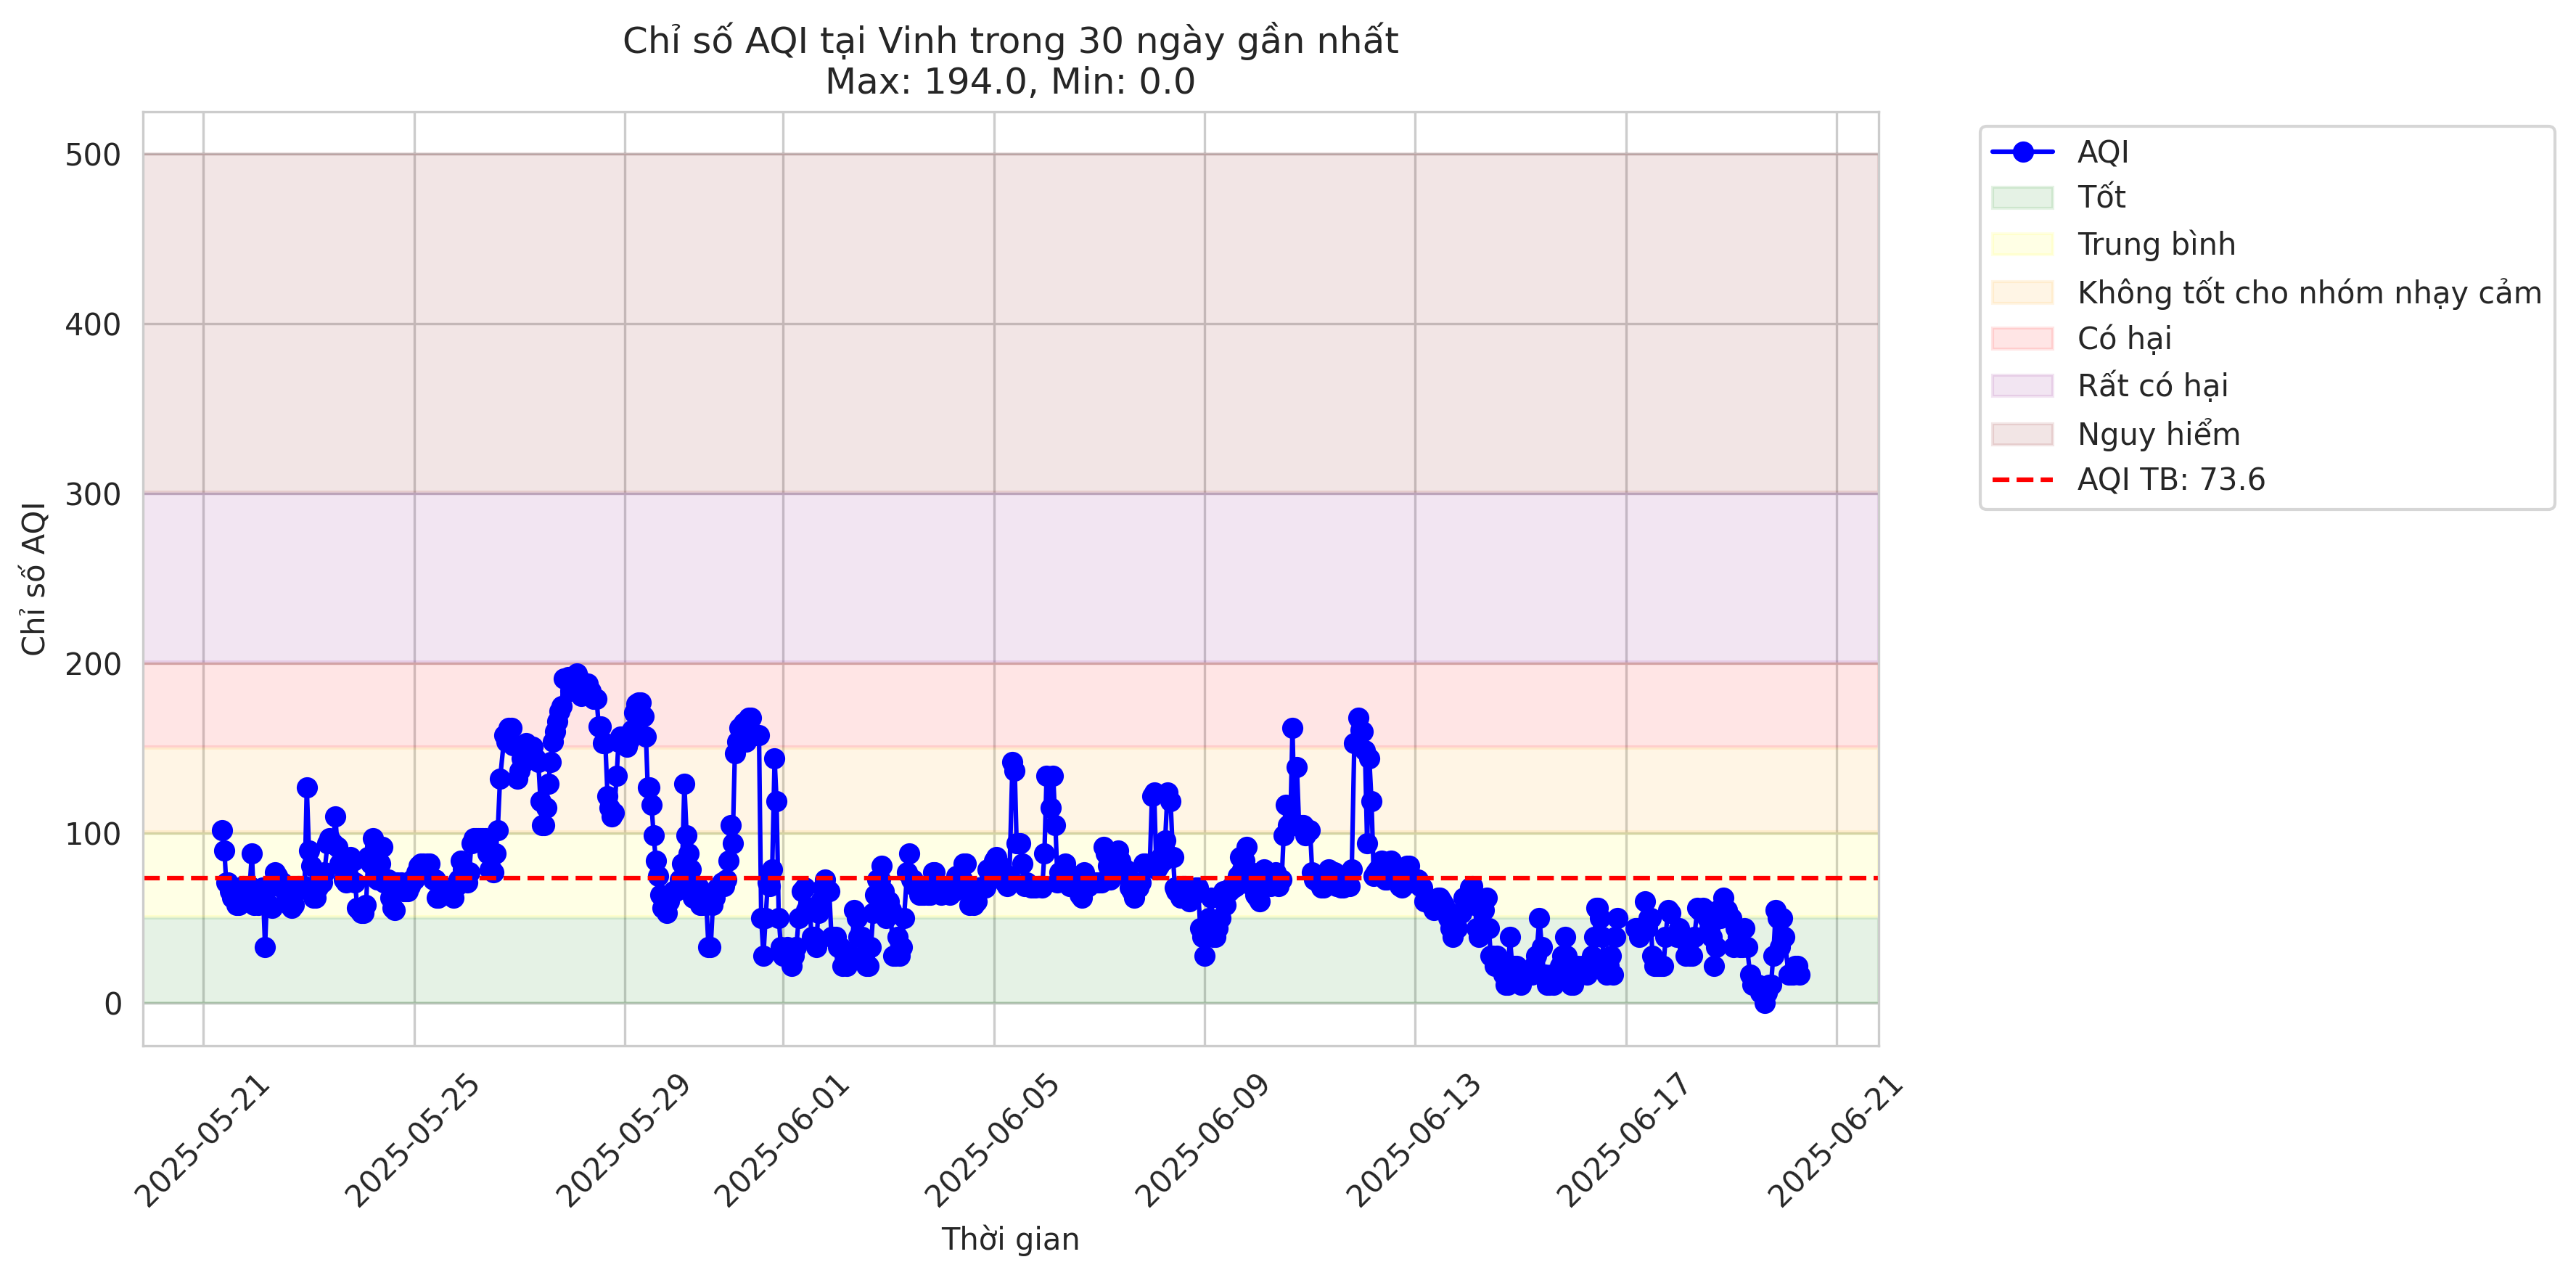 Chỉ số AQI tại Vinh trong 30 ngày gần nhất
Max: 194.0, Min: 0.0
Chỉ số AQI
500
400
300
200
100
0
2025-05-21
2025-05-25
2025-05-29
2025-06-01
2025-06-05
2025-06-09
2025-06-13
2025-06-17
2025-06-21
Thời gian
AQI
Tốt
Trung bình
Không tốt cho nhóm nhạy cảm
Có hại
Rất có hại
Nguy hiểm
AQI TB: 73.6